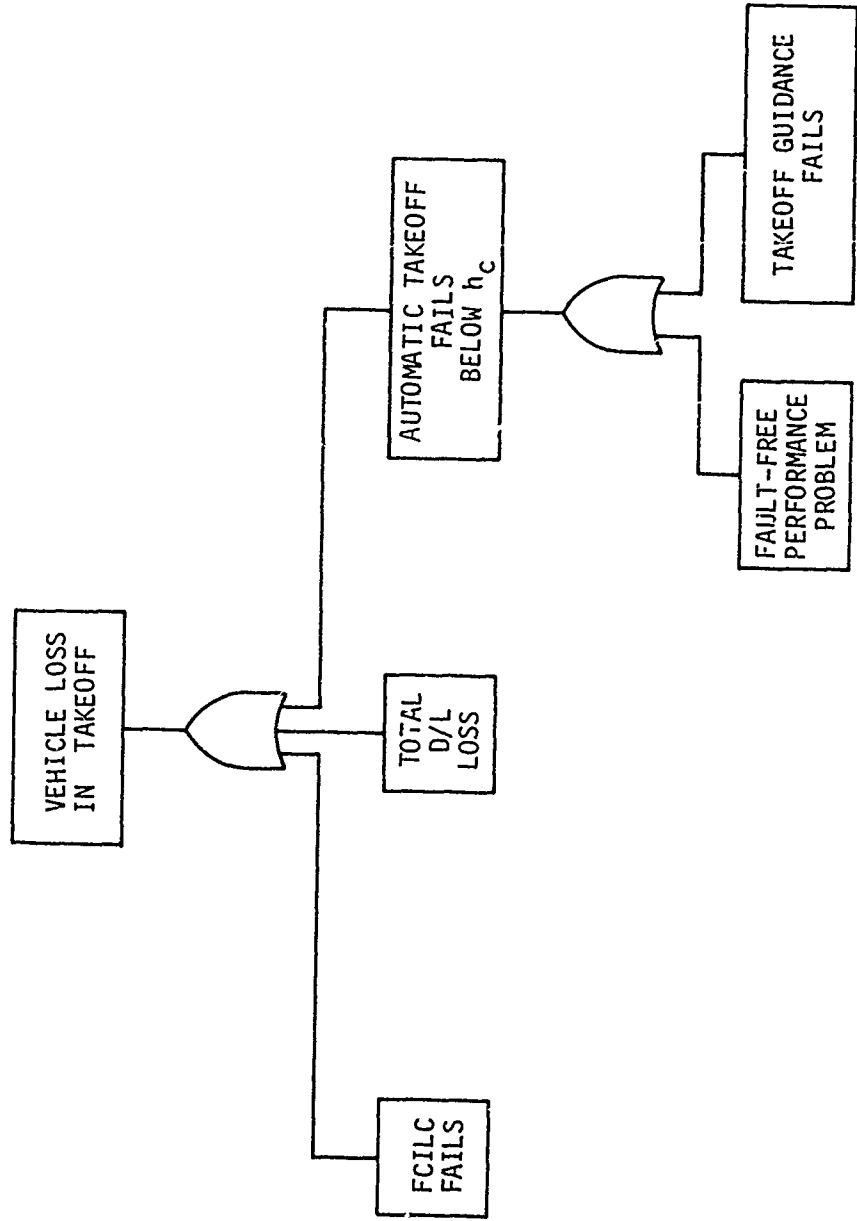 VEHICLE LOSS
IN TAKEOFF
FCILC
FAILS
TOTAL
D/L
LOSS
AUTOMATIC TAKEOFF
FAILS
BELOW hc
FAULT-FREE
PERFORMANCE
PROBLEM
TAKEOFF GUIDANCE
FAILS